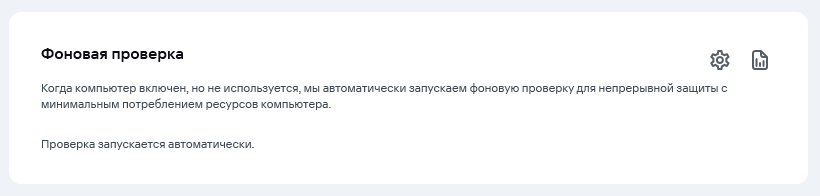 Фоновая проверка
Когда компьютер включен, но не используется, мы автоматически запускаем фоновую проверку для непрерывной защиты с
минимальным потреблением ресурсов компьютера.
Проверка запускается автоматически.